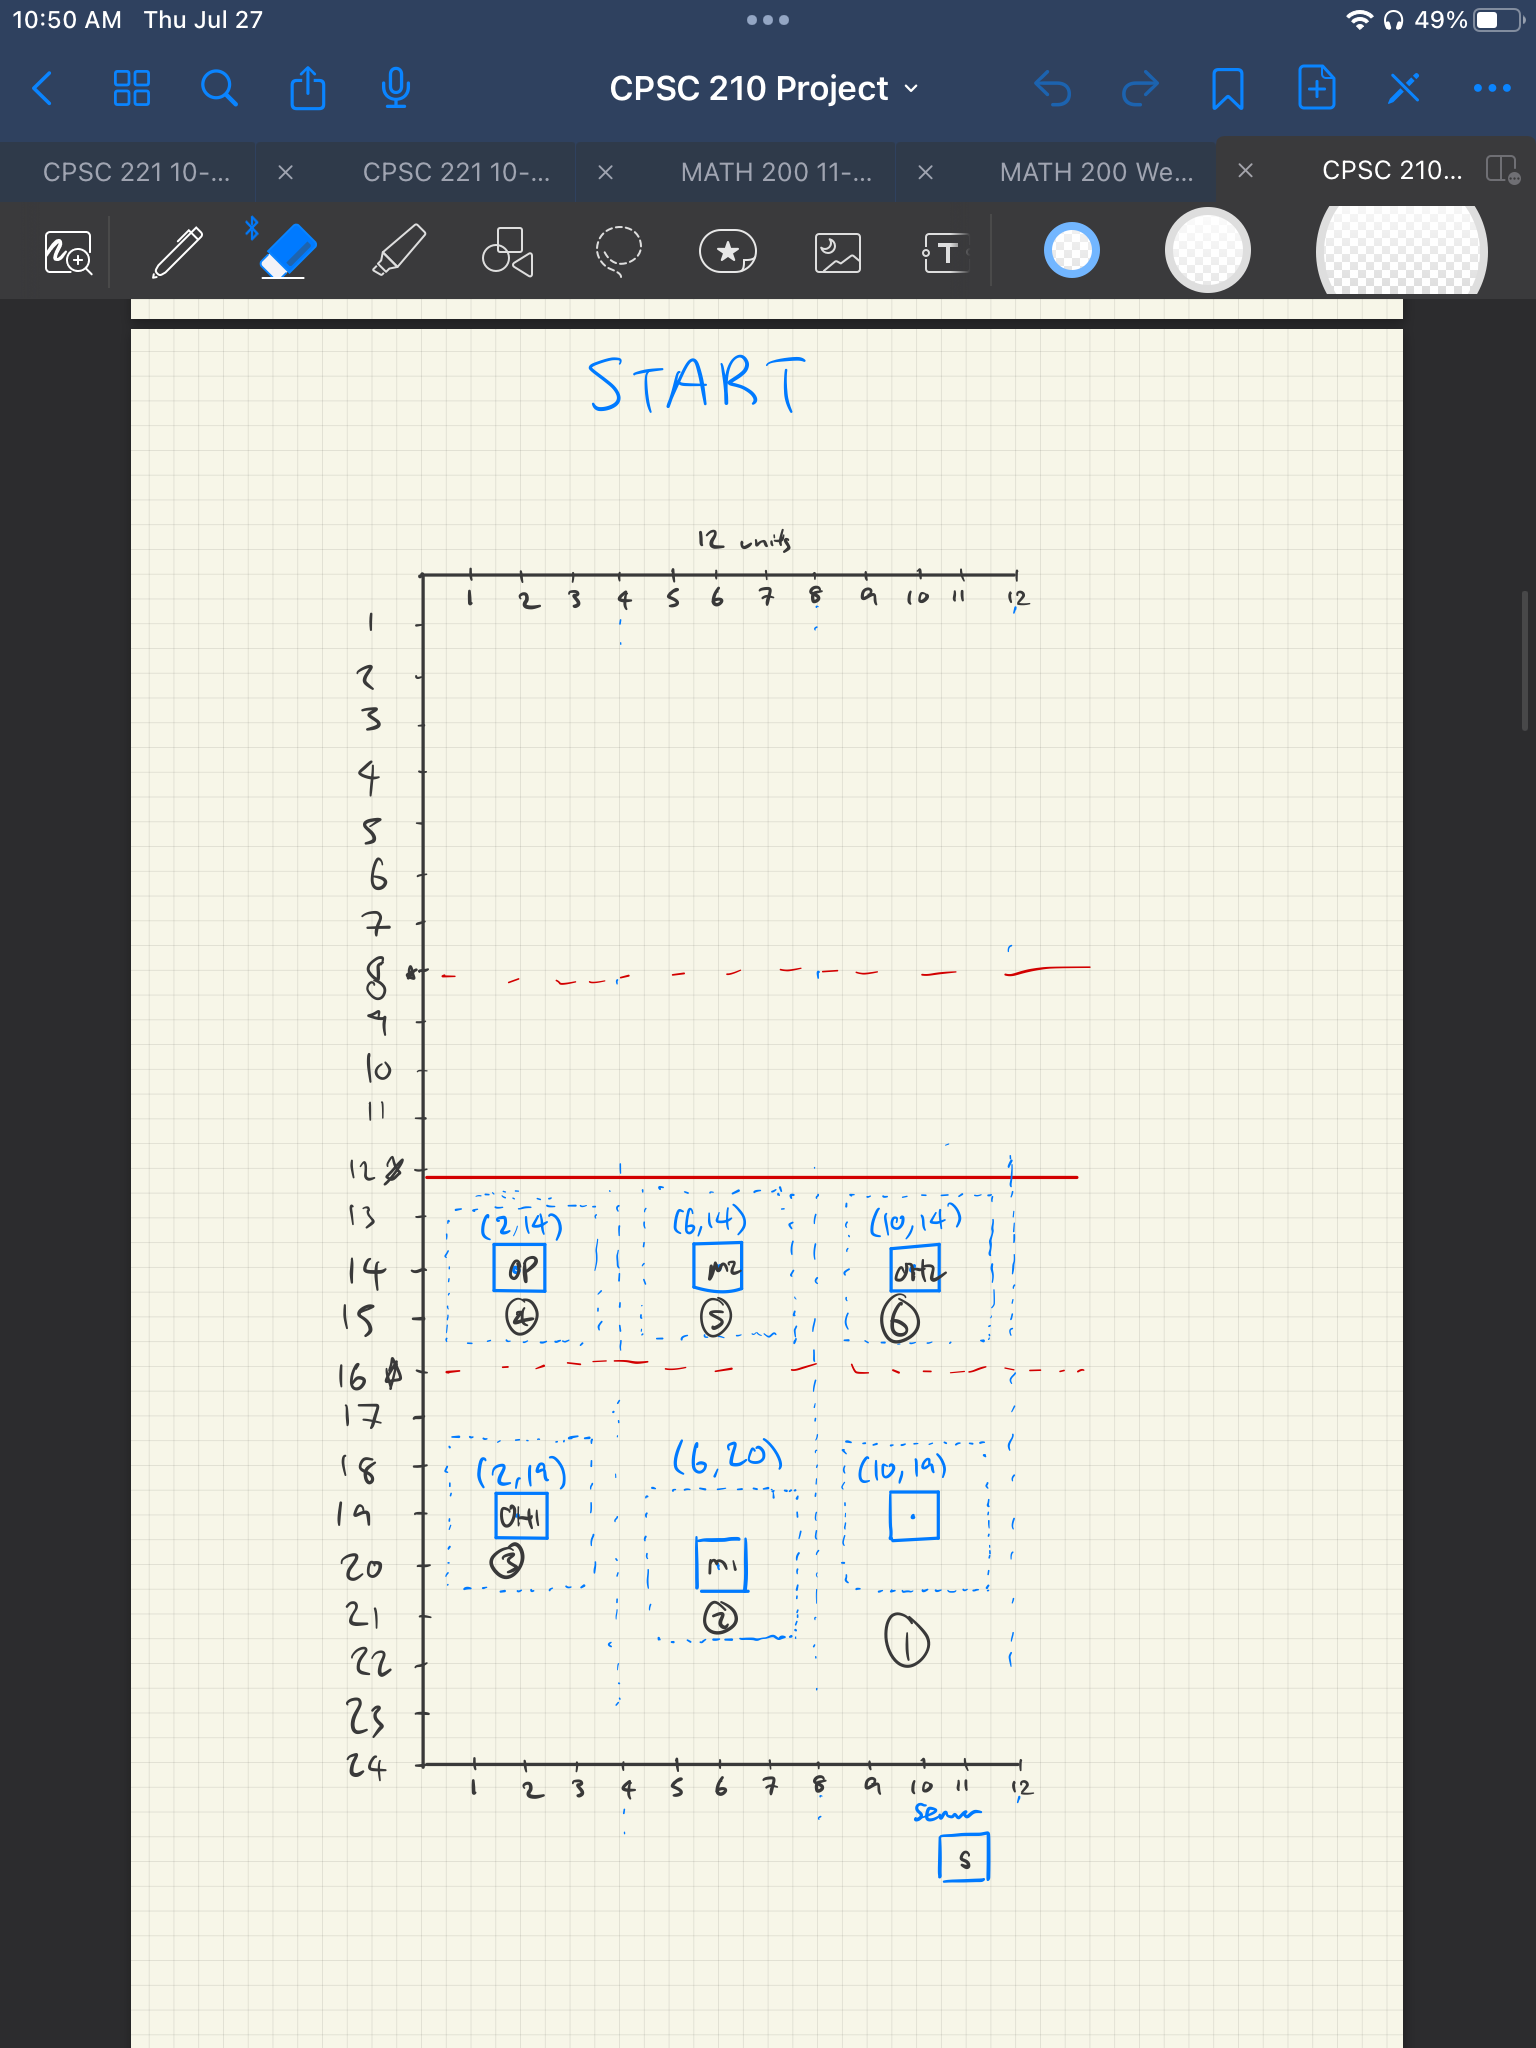 10:50 AM Thu Jul 27
49%
CPSC 210 Project
CPSC 221 10-...
CPSC 221 10-...
MATH 200 11-...
MATH 200 We...
CPSC 210...
T
START
12 units
1 2 3 4 5 6 7 8 9 10 11 12
1
2
3
4
5
6
7
8
9
10
11
12
13
(2,14) (6,14) (10,14)
14 OP M2 OH2
15 4 5 6
16
17
18 (2,19) (6,20) (10,19)
19 OH1
20 3 M1
21 2 1
22
23
24
1 2 3 4 5 6 7 8 9 10 11 12
S